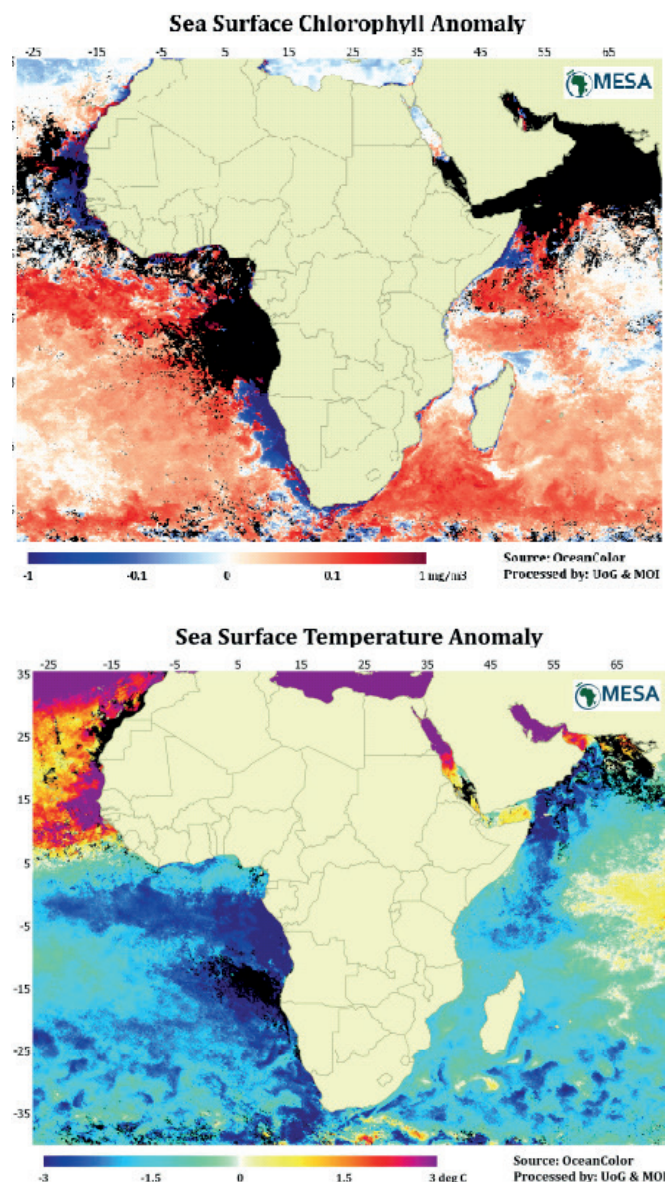 Sea Surface Chlorophyll Anomaly
-25 -15 -5 5 15 25 35 45 55 65
MESA
-1 -0.1 0 0.1 1 mg/m3
Source: OceanColor
Processed by: UoG & MOI
Sea Surface Temperature Anomaly
-25 -15 -5 5 15 25 35 45 55 65
35
25
15
5
-5
-15
-25
-35
MESA
-3 -1.5 0 1.5 3 deg C
Source: OceanColor
Processed by: UoG & MOI